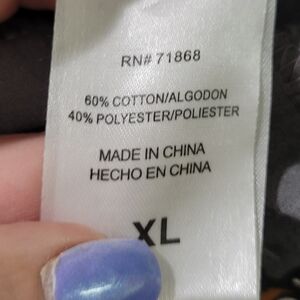 RN# 71868
60% COTTON/ALGODON
40% POLYESTER/POLIESTER
MADE IN CHINA
HECHO EN CHINA
XL